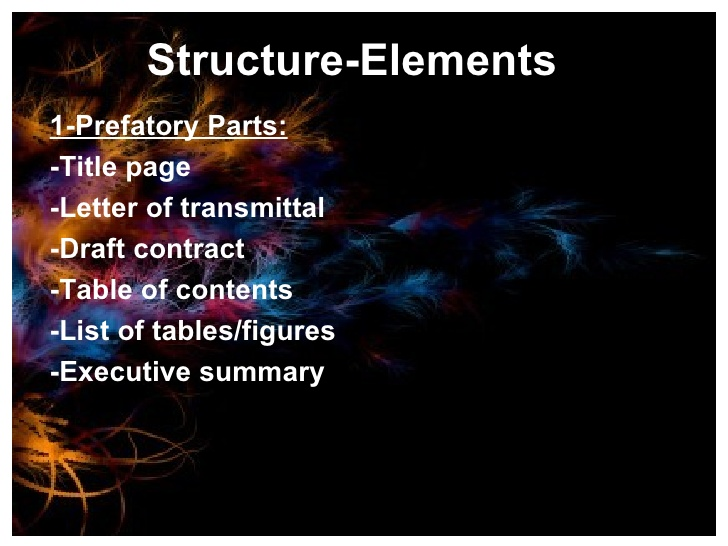 Structure-Elements
1-Prefatory Parts:
-Title page
-Letter of transmittal
-Draft contract
-Table of contents
-List of tables/figures
-Executive summary